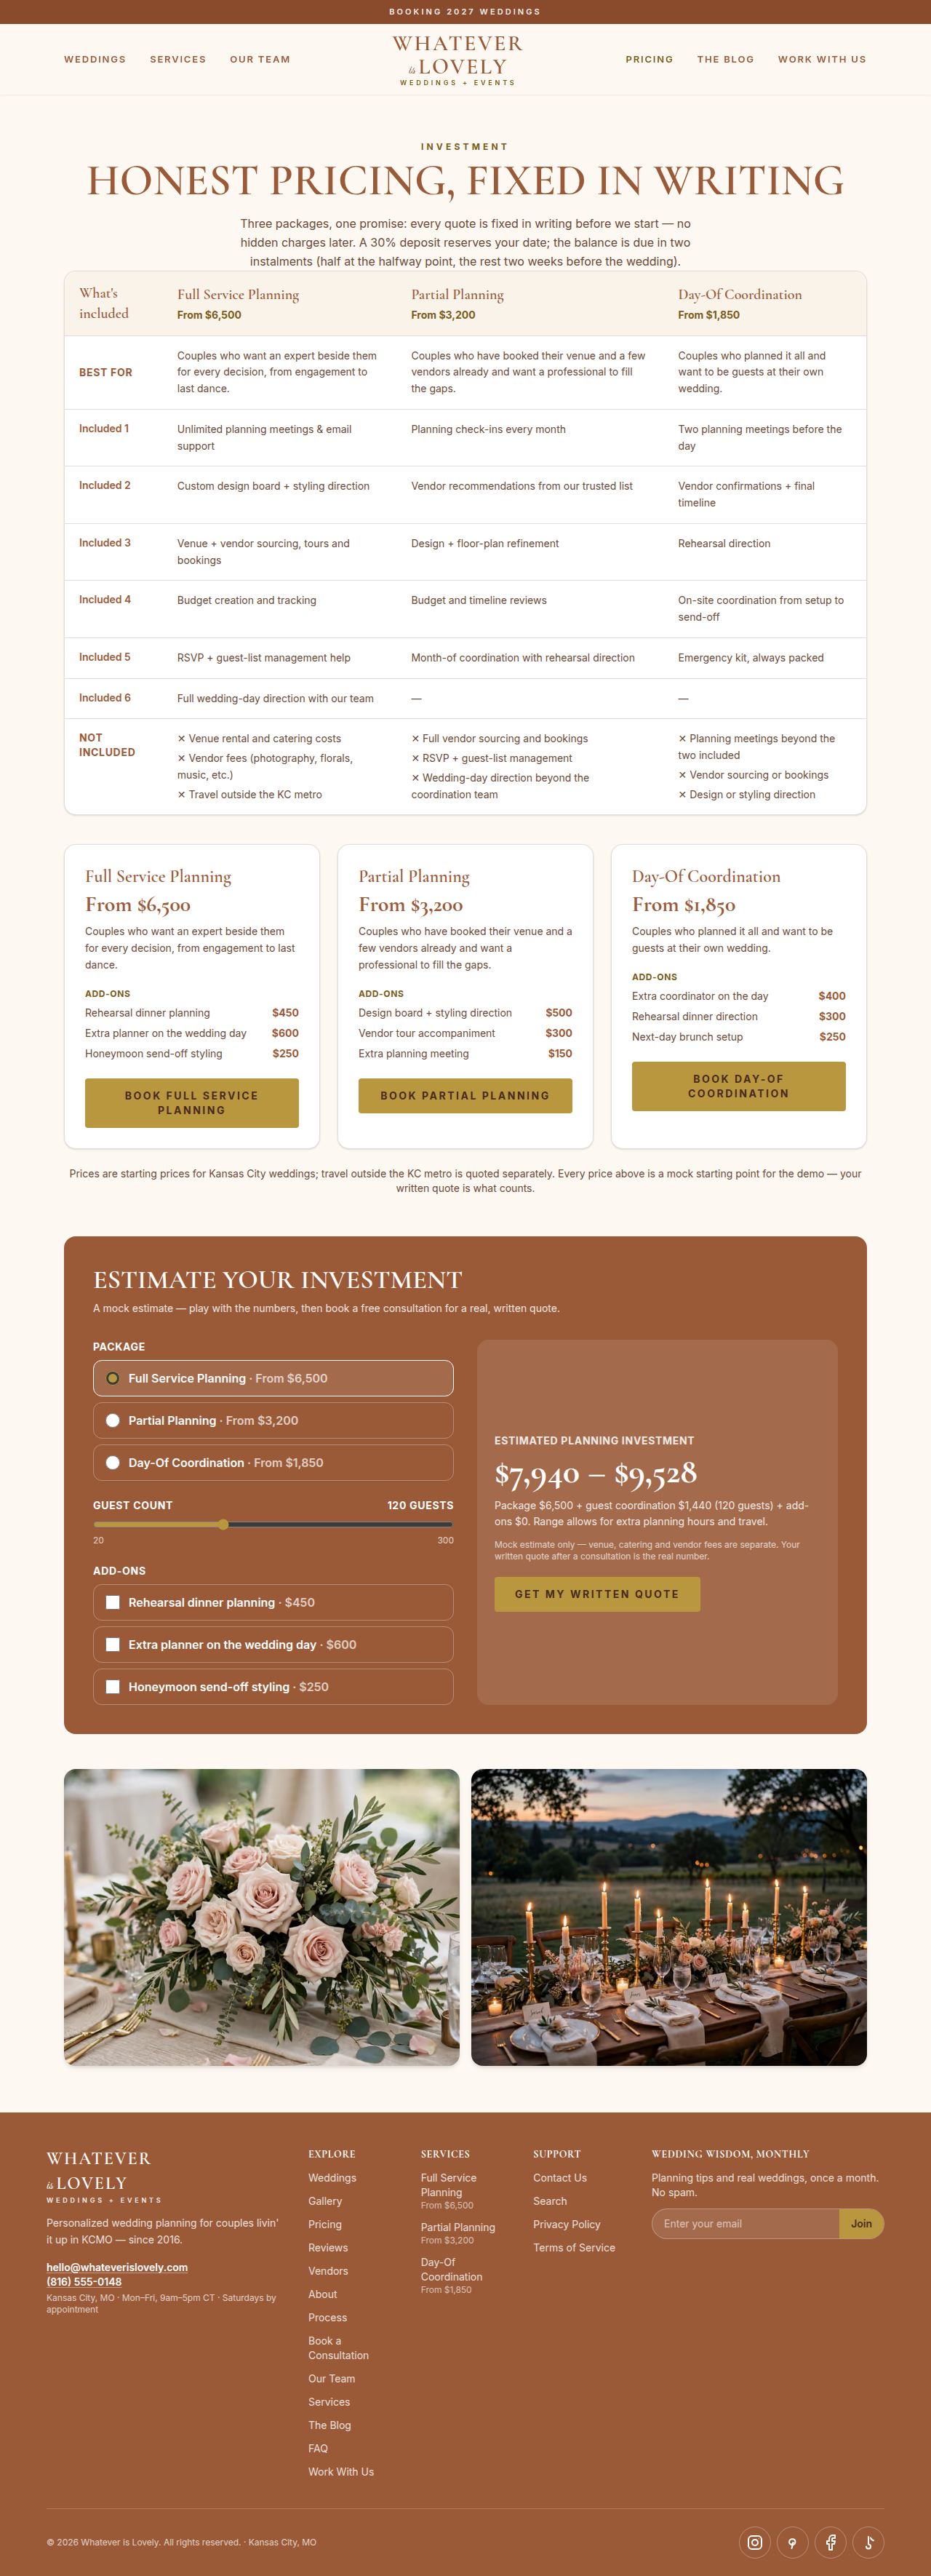 BOOKING 2027 WEDDINGS
WEDDINGS
SERVICES
OUR TEAM
WHATEVER
is LOVELY
WEDDINGS + EVENTS
PRICING
THE BLOG
WORK WITH US
INVESTMENT
HONEST PRICING, FIXED IN WRITING
Three packages, one promise: every quote is fixed in writing before we start — no
hidden charges later. A 30% deposit reserves your date; the balance is due in two
instalments (half at the halfway point, the rest two weeks before the wedding).
What's
included
Full Service Planning
From $6,500
Partial Planning
From $3,200
Day-Of Coordination
From $1,850
BEST FOR
Couples who want an expert beside them
for every decision, from engagement to
last dance.
Couples who have booked their venue and a few
vendors already and want a professional to fill
the gaps.
Couples who planned it all and
want to be guests at their own
wedding.
Included 1
Unlimited planning meetings & email
support
Planning check-ins every month
Two planning meetings before the
day
Included 2
Custom design board + styling direction
Vendor recommendations from our trusted list
Vendor confirmations + final
timeline
Included 3
Venue + vendor sourcing, tours and
bookings
Design + floor-plan refinement
Rehearsal direction
Included 4
Budget creation and tracking
Budget and timeline reviews
On-site coordination from setup to
send-off
Included 5
RSVP + guest-list management help
Month-of coordination with rehearsal direction
Emergency kit, always packed
Included 6
Full wedding-day direction with our team
—
—
NOT
INCLUDED
✕ Venue rental and catering costs
✕ Vendor fees (photography, florals,
music, etc.)
✕ Travel outside the KC metro
✕ Full vendor sourcing and bookings
✕ RSVP + guest-list management
✕ Wedding-day direction beyond the
coordination team
✕ Planning meetings beyond the
two included
✕ Vendor sourcing or bookings
✕ Design or styling direction
Full Service Planning
From $6,500
Couples who want an expert beside them
for every decision, from engagement to last
dance.
ADD-ONS
Rehearsal dinner planning $450
Extra planner on the wedding day $600
Honeymoon send-off styling $250
BOOK FULL SERVICE
PLANNING
Partial Planning
From $3,200
Couples who have booked their venue and a
few vendors already and want a
professional to fill the gaps.
ADD-ONS
Design board + styling direction $500
Vendor tour accompaniment $300
Extra planning meeting $150
BOOK PARTIAL PLANNING
Day-Of Coordination
From $1,850
Couples who planned it all and want to be
guests at their own wedding.
ADD-ONS
Extra coordinator on the day $400
Rehearsal dinner direction $300
Next-day brunch setup $250
BOOK DAY-OF
COORDINATION
Prices are starting prices for Kansas City weddings; travel outside the KC metro is quoted separately. Every price above is a mock starting point for the demo — your
written quote is what counts.
ESTIMATE YOUR INVESTMENT
A mock estimate — play with the numbers, then book a free consultation for a real, written quote.
PACKAGE
Full Service Planning · From $6,500
Partial Planning · From $3,200
Day-Of Coordination · From $1,850
GUEST COUNT 120 GUESTS
20 300
ADD-ONS
Rehearsal dinner planning · $450
Extra planner on the wedding day · $600
Honeymoon send-off styling · $250
ESTIMATED PLANNING INVESTMENT
$7,940 – $9,528
Package $6,500 + guest coordination $1,440 (120 guests) + add-
ons $0. Range allows for extra planning hours and travel.
Mock estimate only — venue, catering and vendor fees are separate. Your
written quote after a consultation is the real number.
GET MY WRITTEN QUOTE
WHATEVER
is LOVELY
WEDDINGS + EVENTS
Personalized wedding planning for couples livin'
it up in KCMO — since 2016.
hello@whateverislovely.com
(816) 555-0148
Kansas City, MO · Mon–Fri, 9am–5pm CT · Saturdays by
appointment
EXPLORE
Weddings
Gallery
Pricing
Reviews
Vendors
About
Process
Book a
Consultation
Our Team
Services
The Blog
FAQ
Work With Us
SERVICES
Full Service
Planning
From $6,500
Partial Planning
From $3,200
Day-Of
Coordination
From $1,850
SUPPORT
Contact Us
Search
Privacy Policy
Terms of Service
WEDDING WISDOM, MONTHLY
Planning tips and real weddings, once a month.
No spam.
Enter your email
Join
© 2026 Whatever is Lovely. All rights reserved. · Kansas City, MO